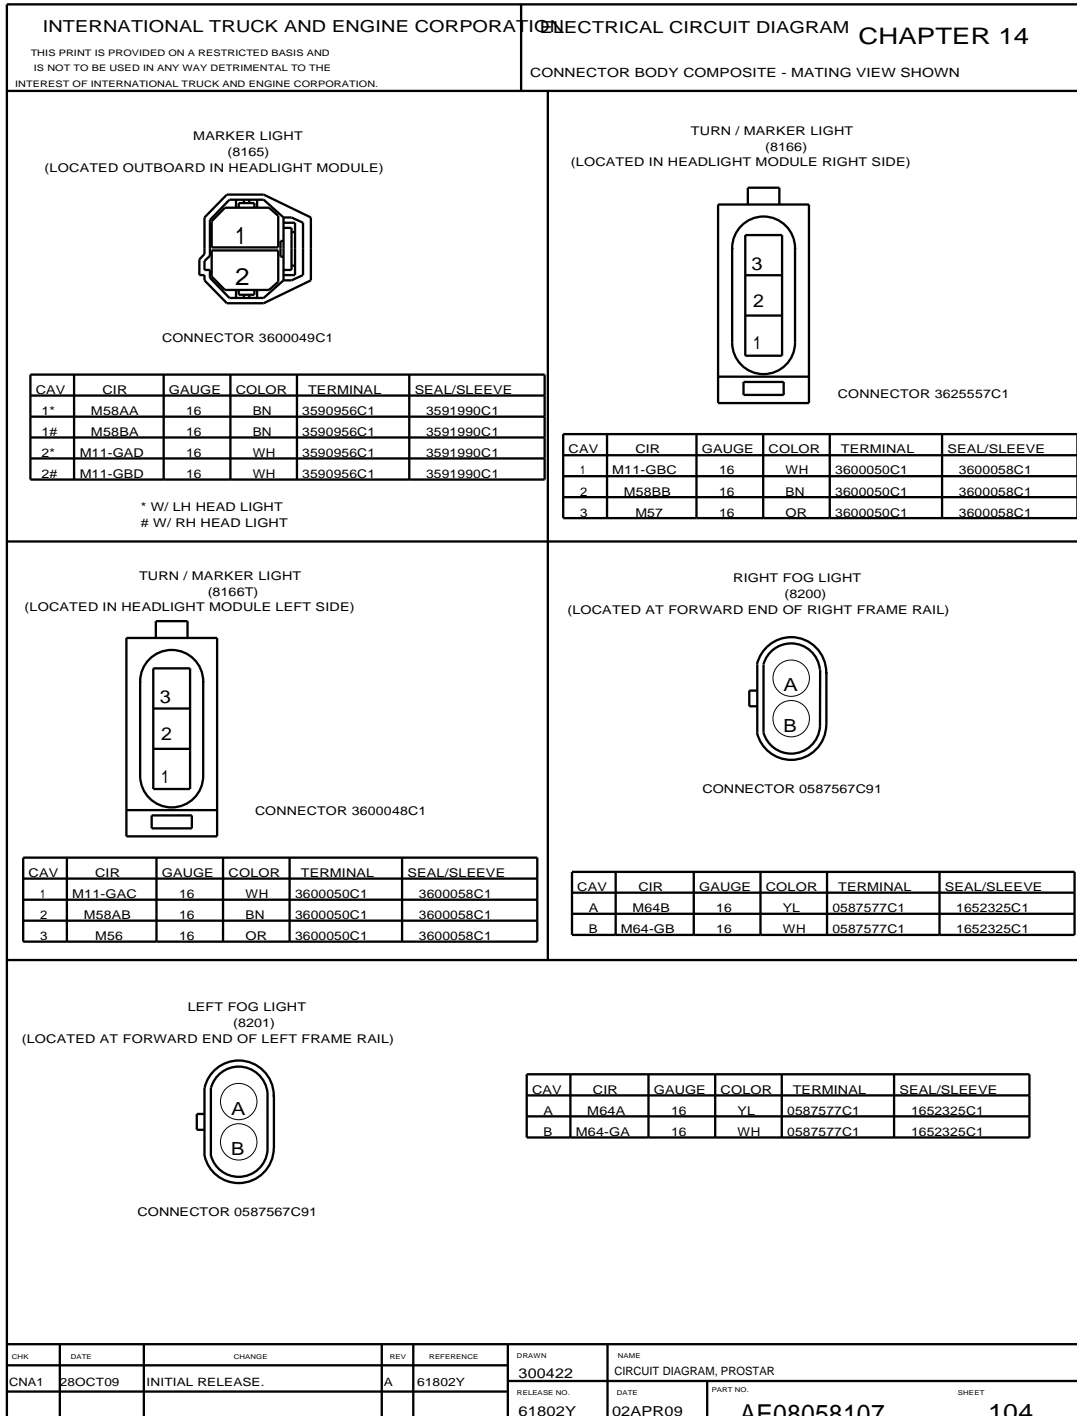 INTERNATIONAL TRUCK AND ENGINE CORPORATION
THIS PRINT IS PROVIDED ON A RESTRICTED BASIS AND
IS NOT TO BE USED IN ANY WAY DETRIMENTAL TO THE
INTEREST OF INTERNATIONAL TRUCK AND ENGINE CORPORATION.
ELECTRICAL CIRCUIT DIAGRAM CHAPTER 14
CONNECTOR BODY COMPOSITE - MATING VIEW SHOWN
MARKER LIGHT
(8165)
(LOCATED OUTBOARD IN HEADLIGHT MODULE)
1
2
CONNECTOR 3600049C1
CAV CIR GAUGE COLOR TERMINAL SEAL/SLEEVE
1* M58AA 16 BN 3590956C1 3591990C1
1# M58BA 16 BN 3590956C1 3591990C1
2* M11-GAD 16 WH 3590956C1 3591990C1
2# M11-GBD 16 WH 3590956C1 3591990C1
* W/ LH HEAD LIGHT
# W/ RH HEAD LIGHT
TURN / MARKER LIGHT
(8166)
(LOCATED IN HEADLIGHT MODULE RIGHT SIDE)
3
2
1
CONNECTOR 3625557C1
CAV CIR GAUGE COLOR TERMINAL SEAL/SLEEVE
1 M11-GBC 16 WH 3600050C1 3600058C1
2 M58BB 16 BN 3600050C1 3600058C1
3 M57 16 OR 3600050C1 3600058C1
TURN / MARKER LIGHT
(8166T)
(LOCATED IN HEADLIGHT MODULE LEFT SIDE)
3
2
1
CONNECTOR 3600048C1
CAV CIR GAUGE COLOR TERMINAL SEAL/SLEEVE
1 M11-GAC 16 WH 3600050C1 3600058C1
2 M58AB 16 BN 3600050C1 3600058C1
3 M56 16 OR 3600050C1 3600058C1
RIGHT FOG LIGHT
(8200)
(LOCATED AT FORWARD END OF RIGHT FRAME RAIL)
A
B
CONNECTOR 0587567C91
CAV CIR GAUGE COLOR TERMINAL SEAL/SLEEVE
A M64B 16 YL 0587577C1 1652325C1
B M64-GB 16 WH 0587577C1 1652325C1
LEFT FOG LIGHT
(8201)
(LOCATED AT FORWARD END OF LEFT FRAME RAIL)
A
B
CONNECTOR 0587567C91
CAV CIR GAUGE COLOR TERMINAL SEAL/SLEEVE
A M64A 16 YL 0587577C1 1652325C1
B M64-GA 16 WH 0587577C1 1652325C1
CHK DATE CHANGE REV REFERENCE
CNA1 28OCT09 INITIAL RELEASE. A 61802Y
DRAWN
300422
NAME
CIRCUIT DIAGRAM, PROSTAR
RELEASE NO.
61802Y
DATE
02APR09
PART NO.
AE08058107
SHEET
104